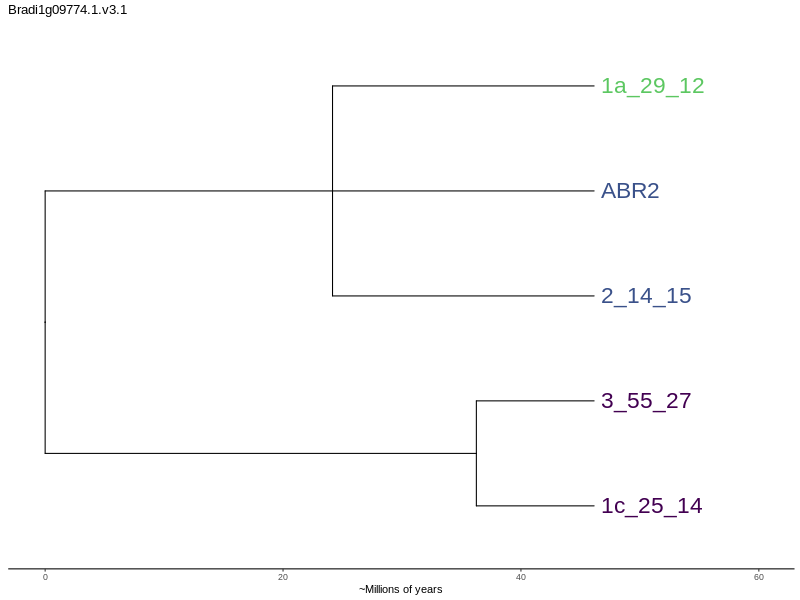 Bradi1g09774.1.v3.1
1a_29_12
ABR2
2_14_15
3_55_27
1c_25_14
0 20 40 60
~Millions of years